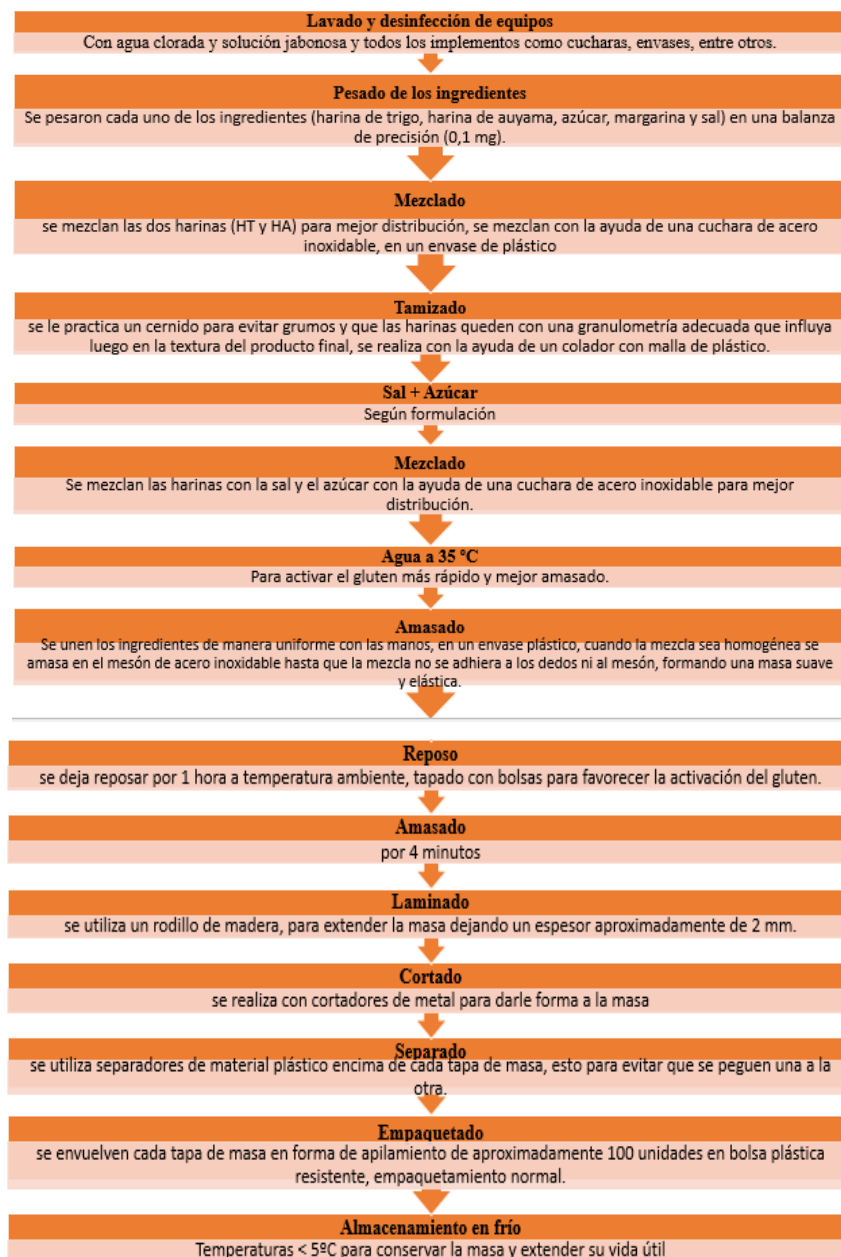 Lavado y desinfección de equipos
Con agua clorada y solución jabonosa y todos los implementos como cucharas, envases, entre otros.
Pesado de los ingredientes
Se pesaron cada uno de los ingredientes (harina de trigo, harina de auyama, azúcar, margarina y sal) en una balanza
de precisión (0,1 mg).
Mezclado
se mezclan las dos harinas (HT y HA) para mejor distribución, se mezclan con la ayuda de una cuchara de acero
inoxidable, en un envase de plástico
Tamizado
se le practica un cernido para evitar grumos y que las harinas queden con una granulometría adecuada que influya
luego en la textura del producto final, se realiza con la ayuda de un colador con malla de plástico.
Sal + Azúcar
Según formulación
Mezclado
Se mezclan las harinas con la sal y el azúcar con la ayuda de una cuchara de acero inoxidable para mejor
distribución.
Agua a 35 °C
Para activar el gluten más rápido y mejor amasado.
Amasado
Se unen los ingredientes de manera uniforme con las manos, en un envase plástico, cuando la mezcla sea homogénea se
amasa en el mesón de acero inoxidable hasta que la mezcla no se adhiera a los dedos ni al mesón, formando una masa suave
y elástica.
Reposo
se deja reposar por 1 hora a temperatura ambiente, tapado con bolsas para favorecer la activación del gluten.
Amasado
por 4 minutos
Laminado
se utiliza un rodillo de madera, para extender la masa dejando un espesor aproximadamente de 2 mm.
Cortado
se realiza con cortadores de metal para darle forma a la masa
Separado
se utiliza separadores de material plástico encima de cada tapa de masa, esto para evitar que se peguen una a la
otra.
Empaquetado
se envuelven cada tapa de masa en forma de apilamiento de aproximadamente 100 unidades en bolsa plástica
resistente, empaquetamiento normal.
Almacenamiento en frío
Temperaturas < 5ºC para conservar la masa y extender su vida útil